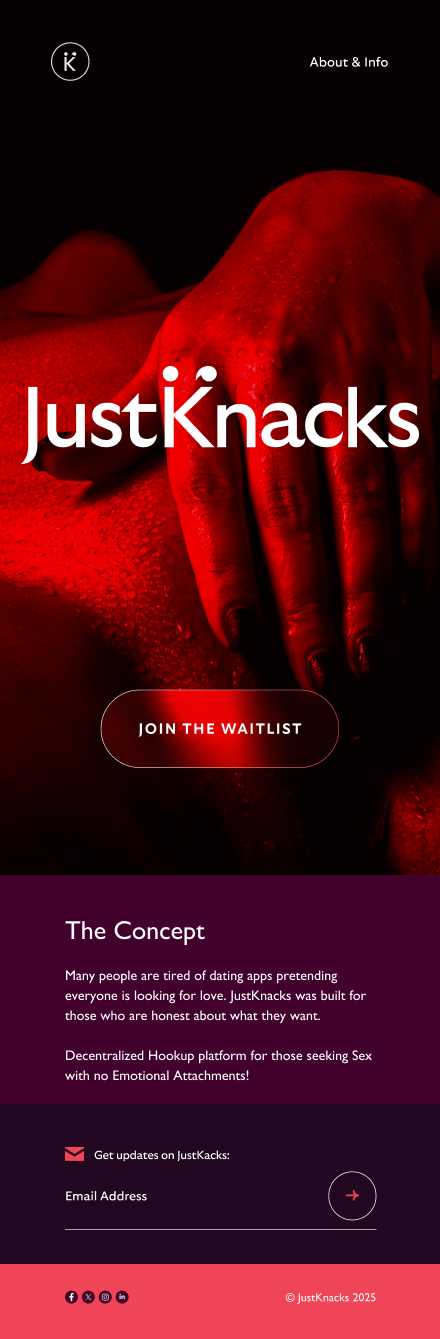 K
About & Info
JustKnacks
JOIN THE WAITLIST
The Concept
Many people are tired of dating apps pretending
everyone is looking for love. JustKnacks was built for
those who are honest about what they want.
Decentralized Hookup platform for those seeking Sex
with no Emotional Attachments!
Get updates on JustKacks:
Email Address
© JustKnacks 2025